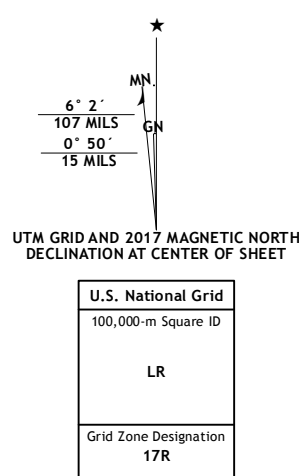 ★
MN
6° 2´
107 MILS
GN
0° 50´
15 MILS
UTM GRID AND 2017 MAGNETIC NORTH
DECLINATION AT CENTER OF SHEET
U.S. National Grid
100,000-m Square ID
LR
Grid Zone Designation
17R